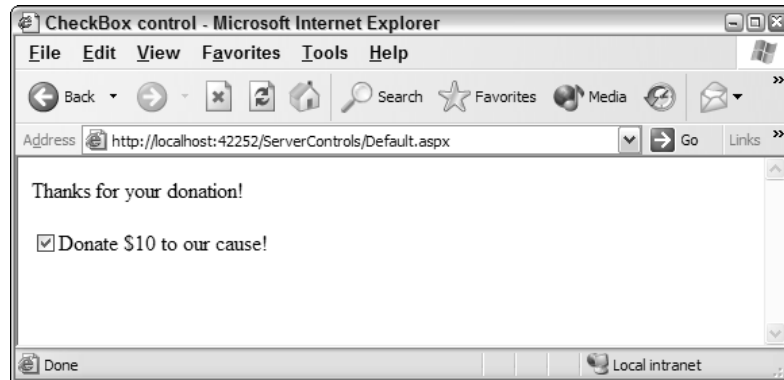 CheckBox control - Microsoft Internet Explorer
File Edit View Favorites Tools Help
Back Search Favorites Media
Address http://localhost:42252/ServerControls/Default.aspx Go Links »
Thanks for your donation!
Donate $10 to our cause!
Done Local intranet